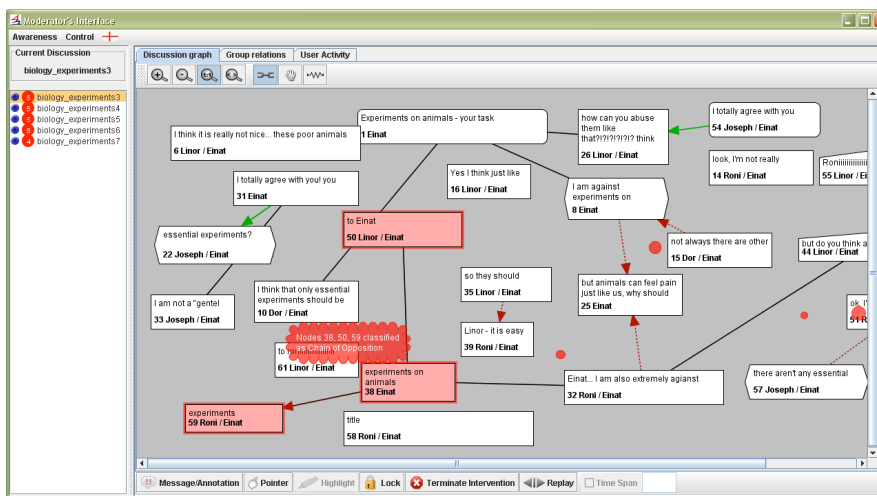 Moderator's Interface
Awareness Control
Current Discussion
biology_experiments3
5 biology_experiments3
5 biology_experiments4
5 biology_experiments5
5 biology_experiments6
4 biology_experiments7
Discussion graph Group relations User Activity
1:1
Experiments on animals - your task
1 Einat
I think it is really not nice... these poor animals
6 Linor / Einat
how can you abuse
them like
that?!?!?!?!?!? think
26 Linor / Einat
I totally agree with you
54 Joseph / Einat
look, I'm not really
14 Roni / Einat
Roniiiiiiiiiiiiii
55 Linor / Ei
I totally agree with you! you
31 Einat
Yes I think just like
16 Linor / Einat
I am against
experiments on
8 Einat
to Einat
50 Linor / Einat
essential experiments?
22 Joseph / Einat
not always there are other
15 Dor / Einat
but do you think a
44 Linor / Einat
I am not a "gentel
33 Joseph / Einat
I think that only essential
experiments should be
10 Dor / Einat
so they should
35 Linor / Einat
but animals can feel pain
just like us, why should
25 Einat
ok, I'
51 R
Nodes 38, 50, 59 classified
as Chain of Opposition
Linor - it is easy
39 Roni / Einat
61 Linor / Einat
experiments on
animals
38 Einat
Einat... I am also extremely agianst
32 Roni / Einat
there aren't any essential
57 Joseph / Einat
experiments
59 Roni / Einat
title
58 Roni / Einat
Message/Annotation Pointer Highlight Lock Terminate Intervention Replay Time Span